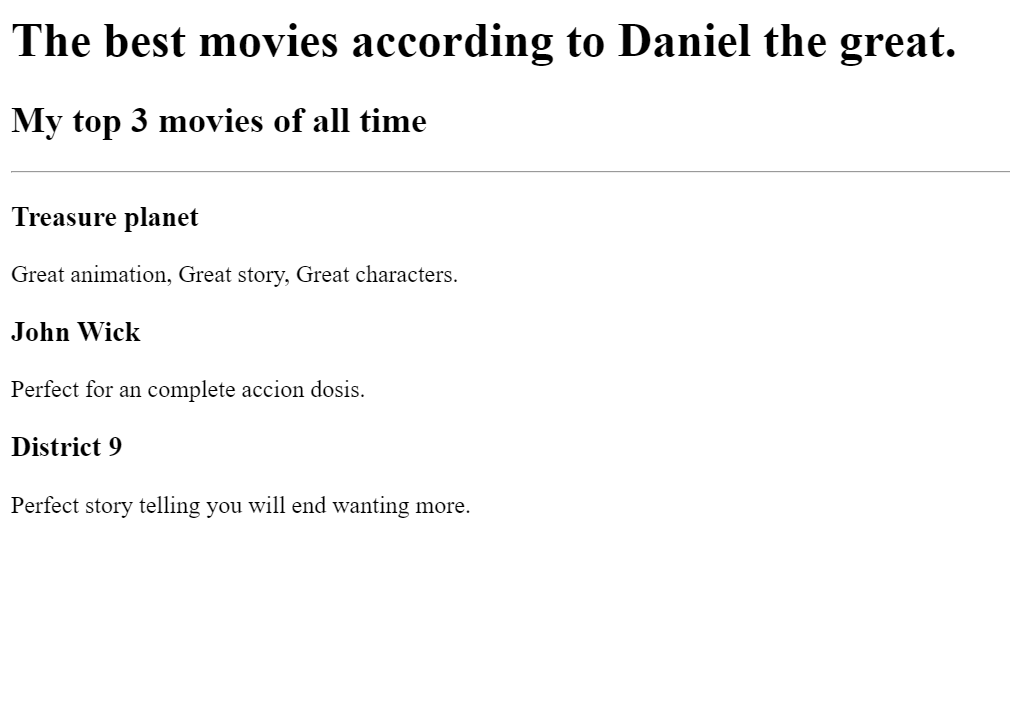 The best movies according to Daniel the great.
My top 3 movies of all time
Treasure planet
Great animation, Great story, Great characters.
John Wick
Perfect for an complete accion dosis.
District 9
Perfect story telling you will end wanting more.